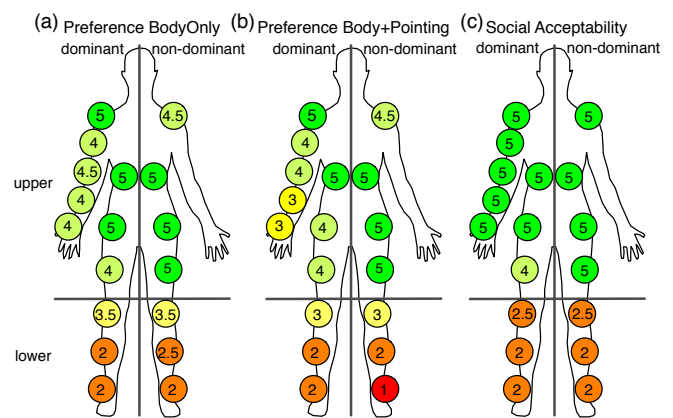 (a) Preference BodyOnly (b) Preference Body+Pointing (c) Social Acceptability
dominant non-dominant dominant non-dominant dominant non-dominant
5 4.5 5 4.5 5 5
4 4 5
4.5 4 5
upper 5 5 5 5 5 5
4 3 5
4 5 5 3 4 5 5 5 5
4 5 4 5 4 5
3.5 3.5 3 3 2.5 2.5
lower 2 2.5 2 2 2 2
2 2 2 1 2 2